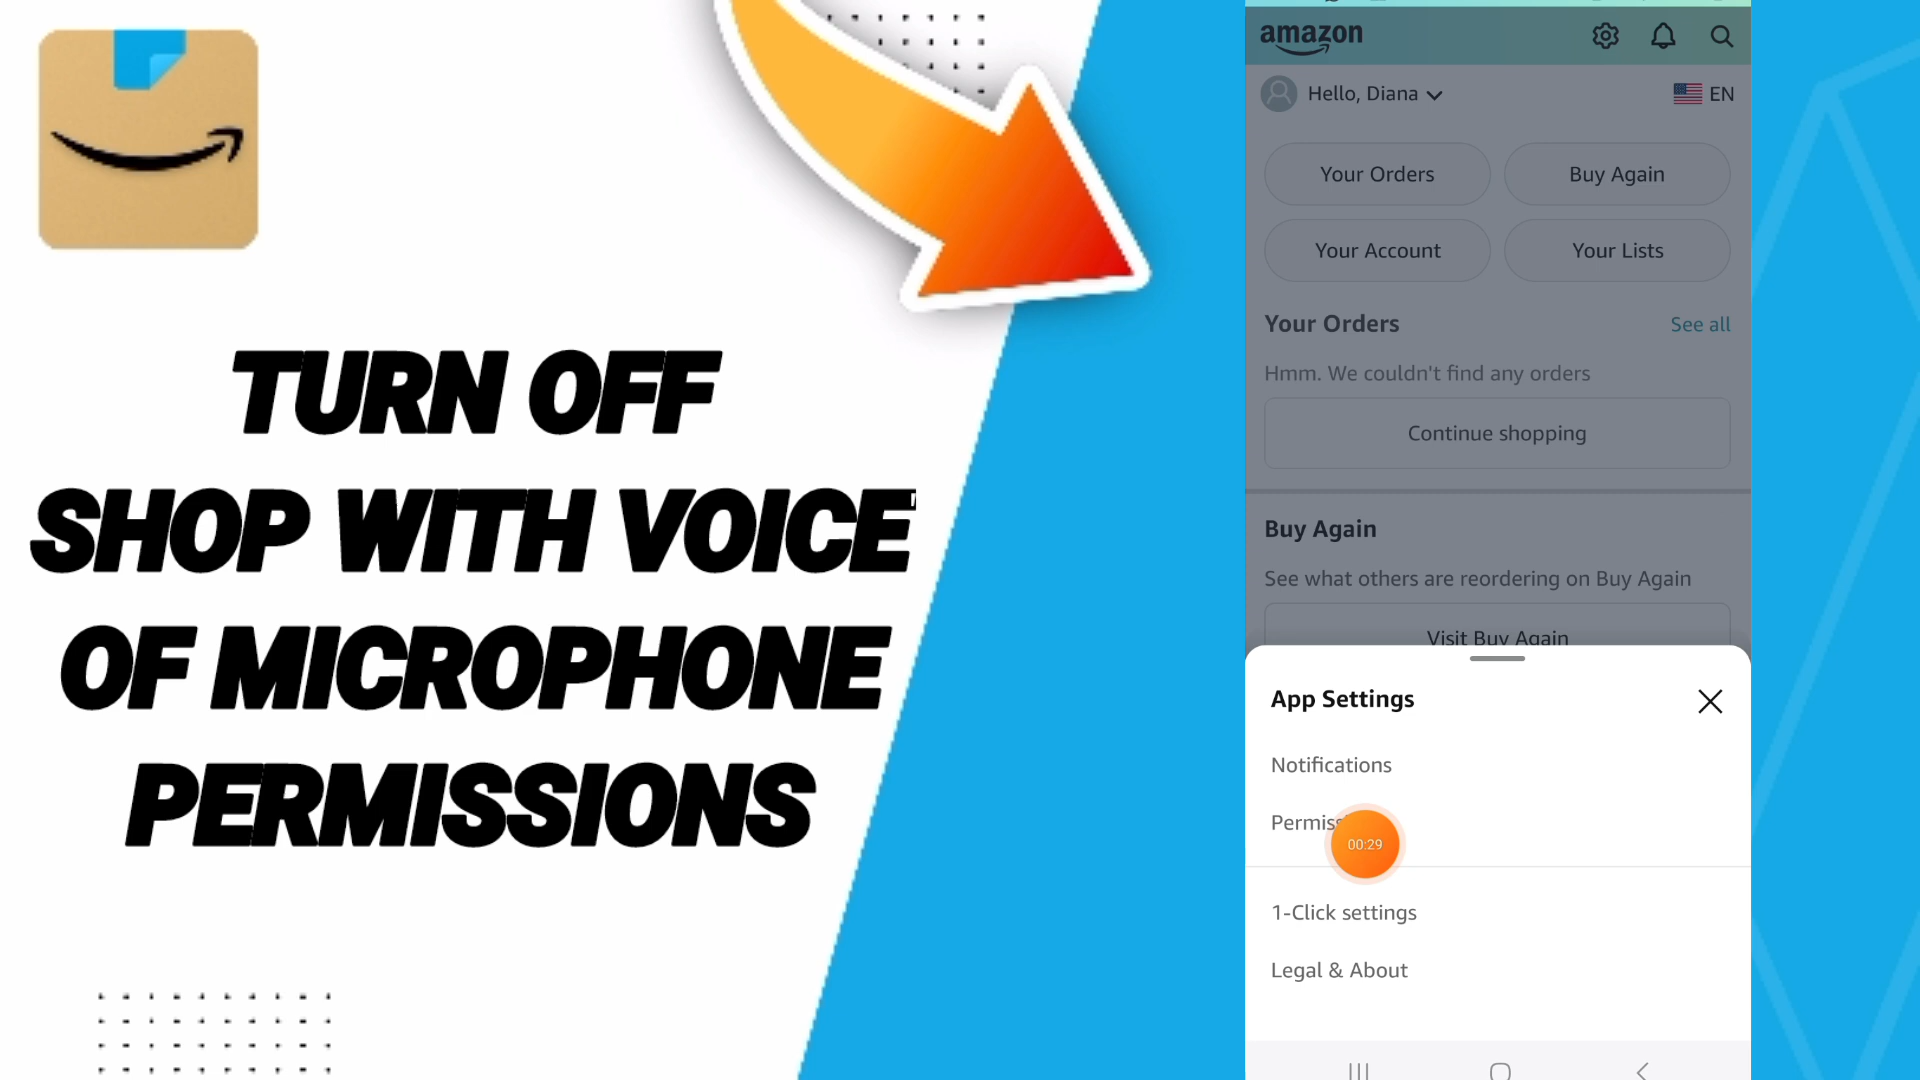 TURN OFF
SHOP WITH VOICE
OF MICROPHONE
PERMISSIONS
amazon
Hello, Diana
EN
Your Orders
Buy Again
Your Account
Your Lists
Your Orders
See all
Hmm. We couldn't find any orders
Continue shopping
Buy Again
See what others are reordering on Buy Again
Visit Buy Again
App Settings
Notifications
00:29
1-Click settings
Legal & About